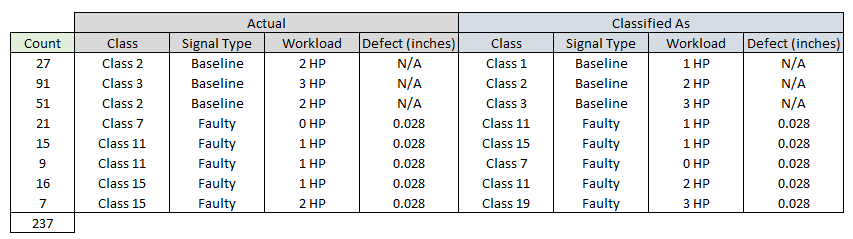 Actual Classified As
Count Class Signal Type Workload Defect (inches) Class Signal Type Workload Defect (inches)
27 Class 2 Baseline 2 HP N/A Class 1 Baseline 1 HP N/A
91 Class 3 Baseline 3 HP N/A Class 2 Baseline 2 HP N/A
51 Class 2 Baseline 2 HP N/A Class 3 Baseline 3 HP N/A
21 Class 7 Faulty 0 HP 0.028 Class 11 Faulty 1 HP 0.028
15 Class 11 Faulty 1 HP 0.028 Class 15 Faulty 1 HP 0.028
9 Class 11 Faulty 1 HP 0.028 Class 7 Faulty 0 HP 0.028
16 Class 15 Faulty 1 HP 0.028 Class 11 Faulty 2 HP 0.028
7 Class 15 Faulty 2 HP 0.028 Class 19 Faulty 3 HP 0.028
237